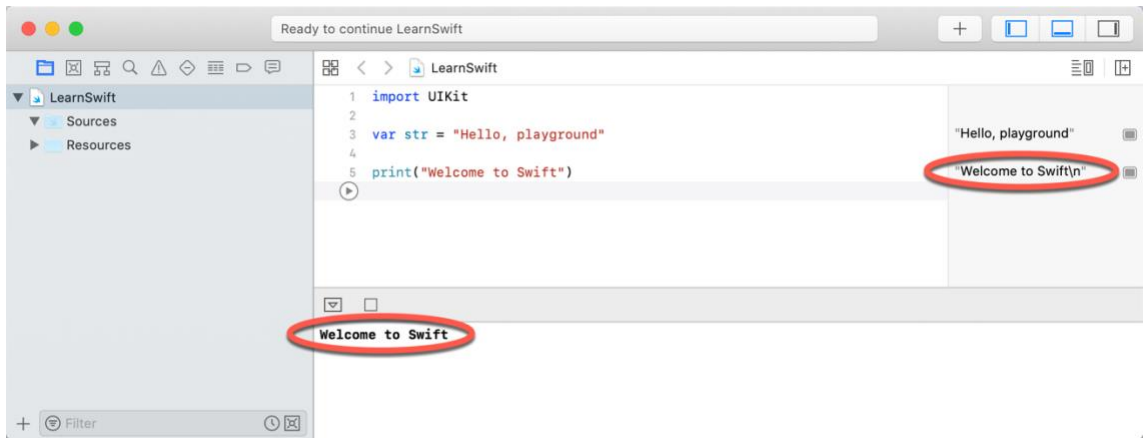 Ready to continue LearnSwift
LearnSwift
LearnSwift
Sources
Resources
1 import UIKit
2
3 var str = "Hello, playground"
4
5 print("Welcome to Swift")
"Hello, playground"
"Welcome to Swift\n"
Welcome to Swift
Filter